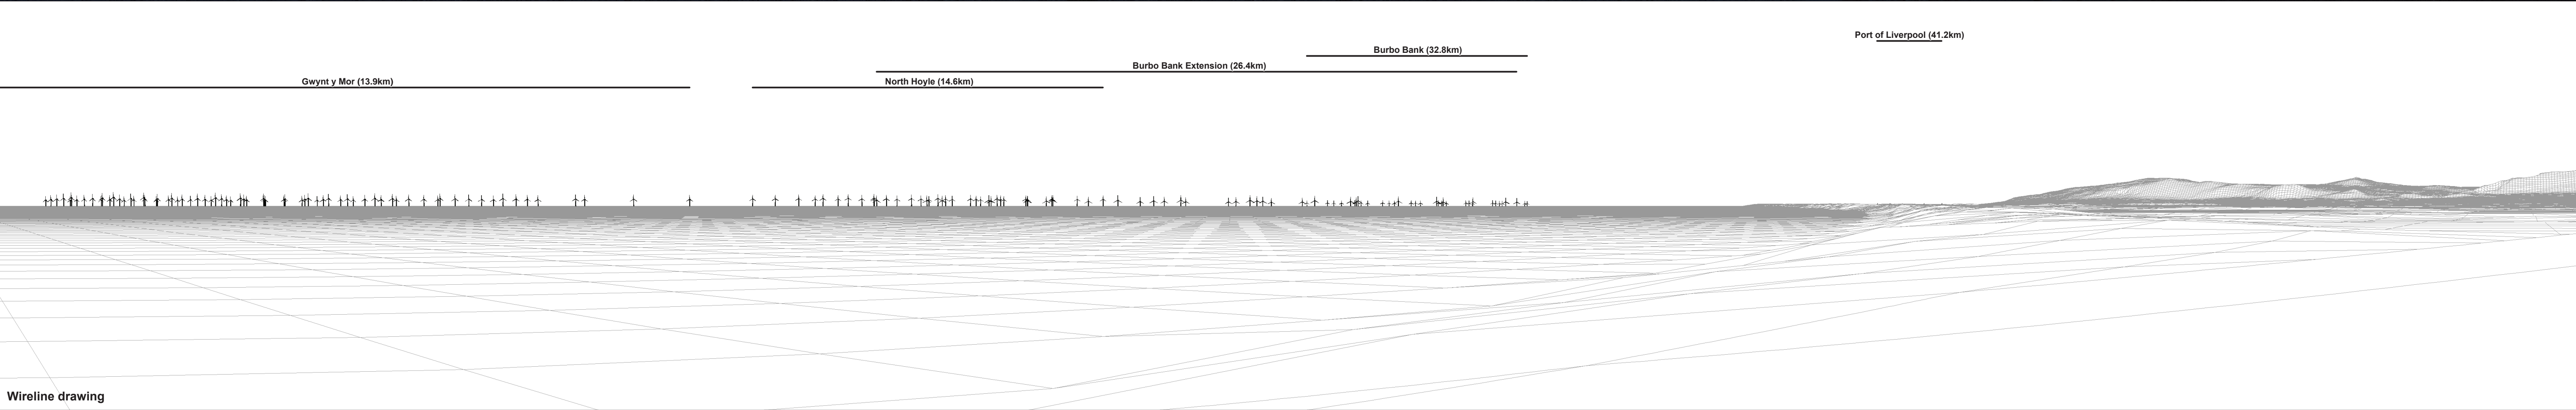 Port of Liverpool (41.2km)
Burbo Bank (32.8km)
Burbo Bank Extension (26.4km)
Gwynt y Mor (13.9km)
North Hoyle (14.6km)
Wireline drawing